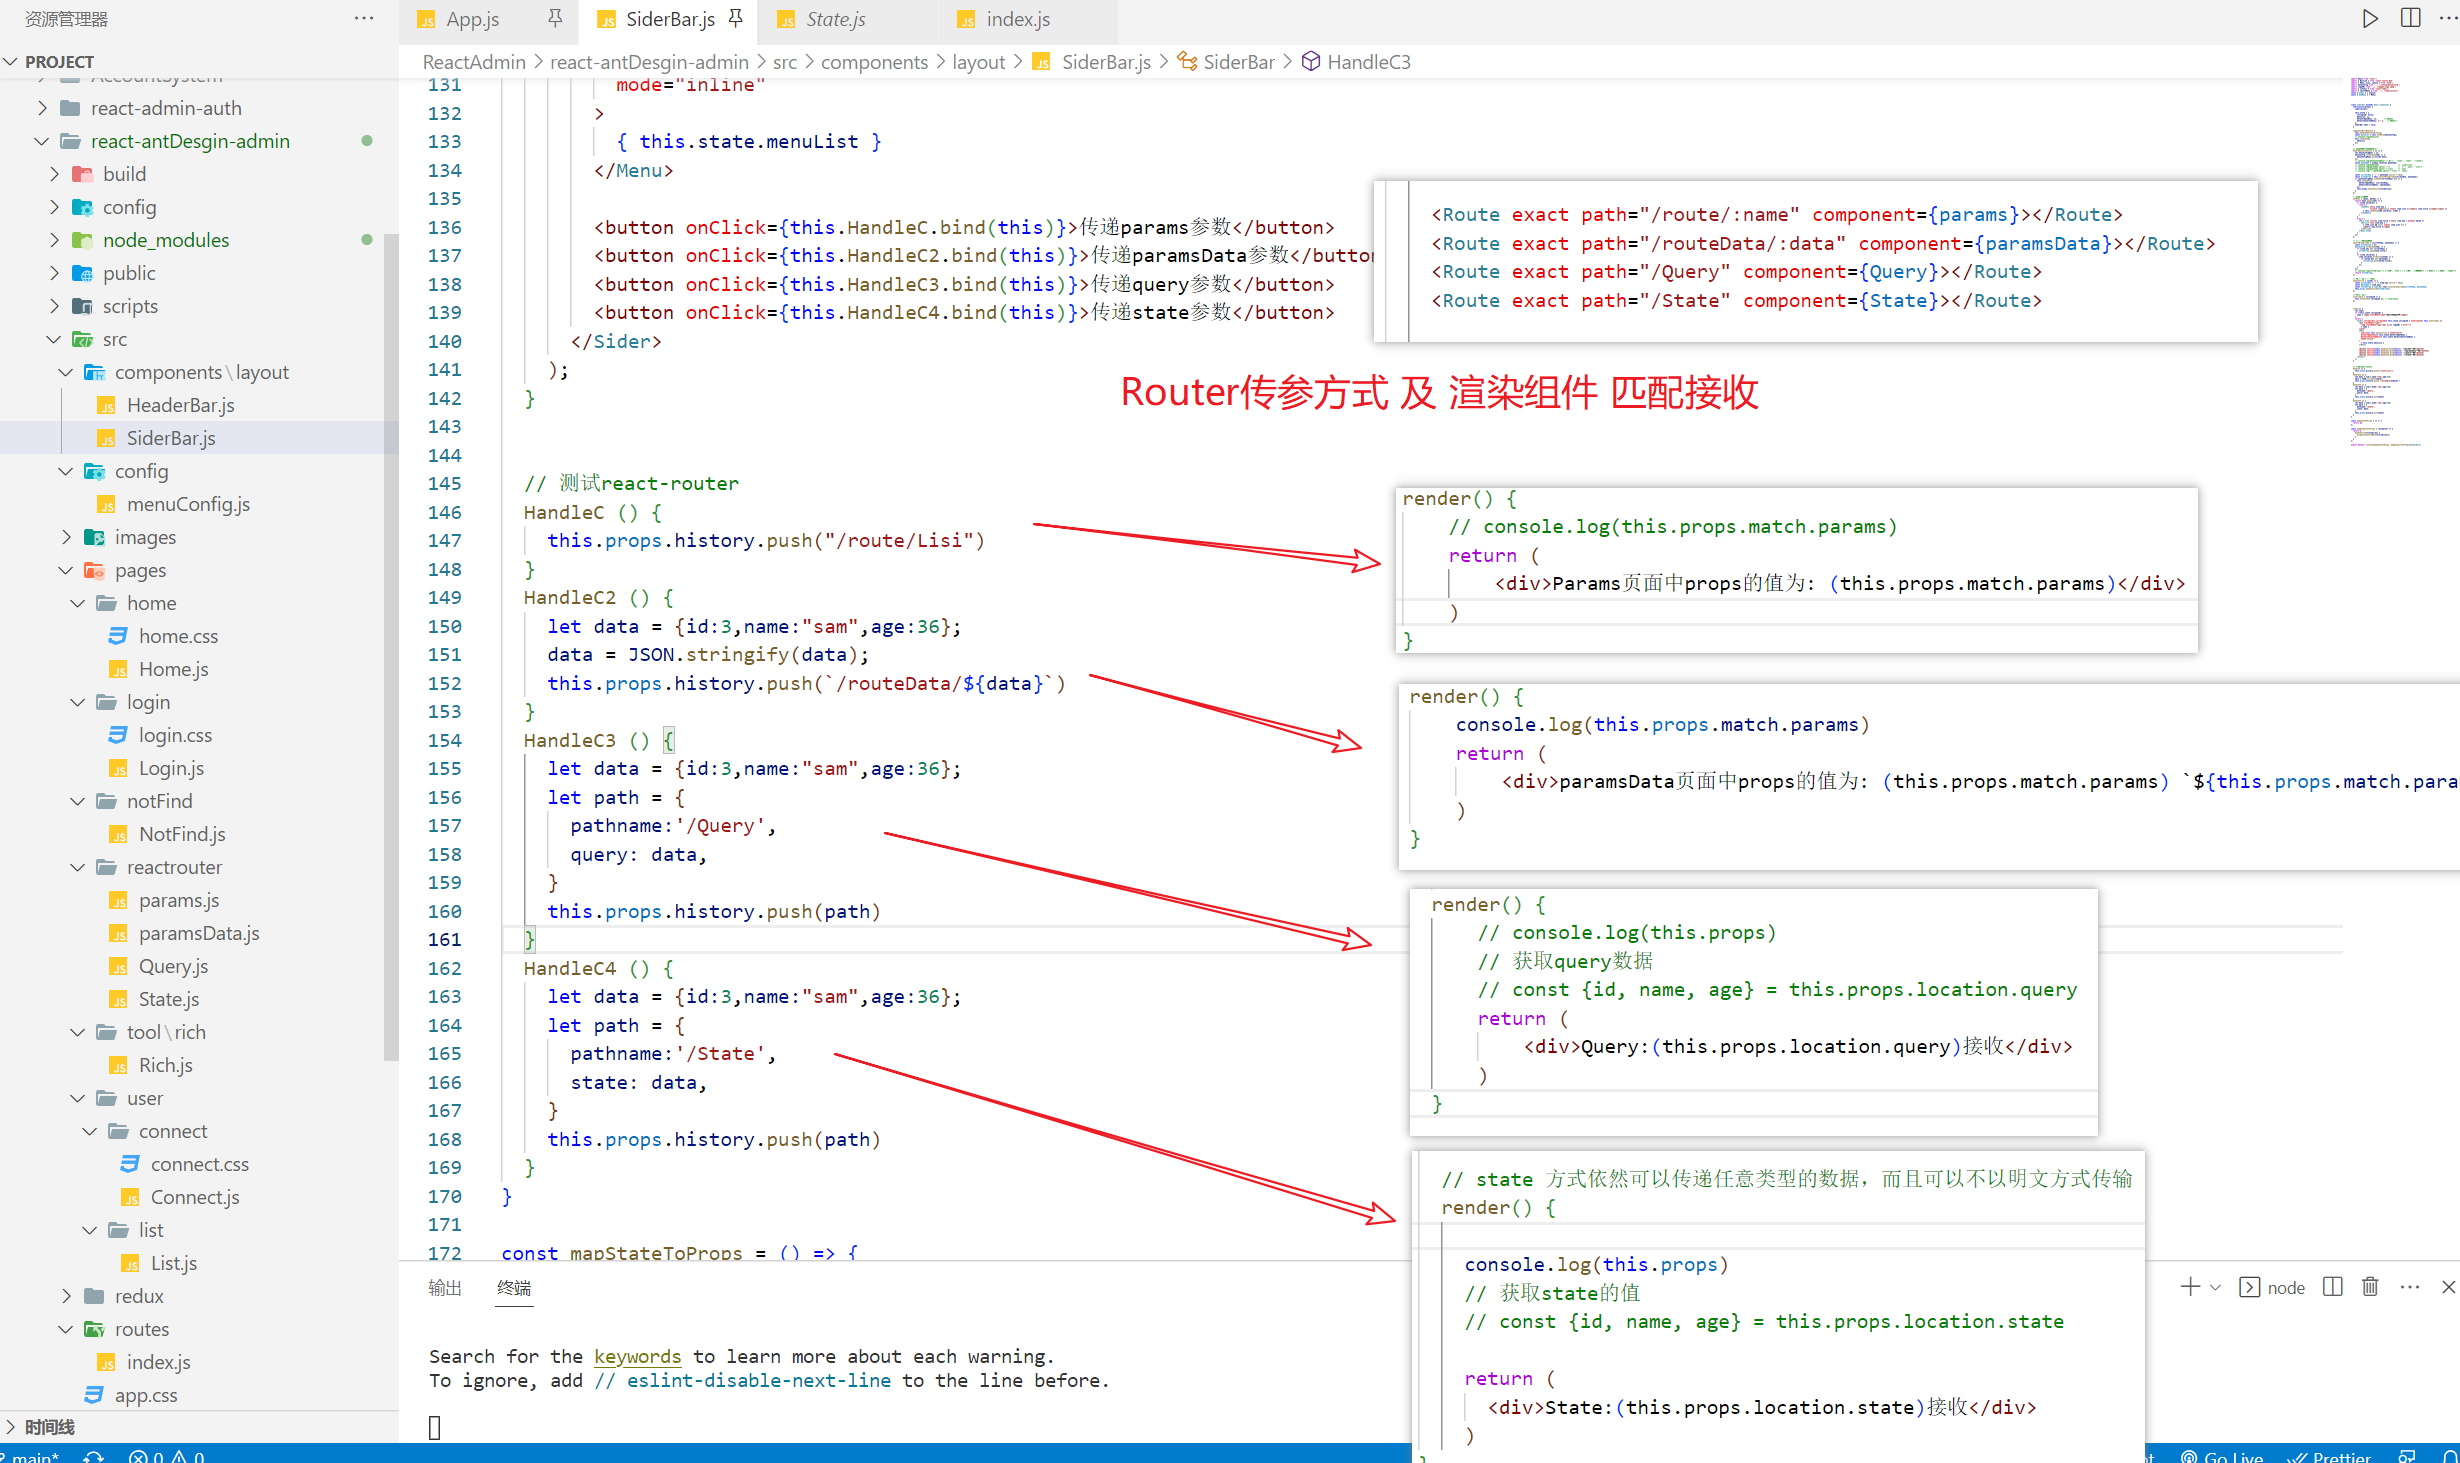 资源管理器
PROJECT
AccountSystem
react-admin-auth
react-antDesgin-admin
build
config
node_modules
public
scripts
src
components\layout
HeaderBar.js
SiderBar.js
config
menuConfig.js
images
pages
home
home.css
Home.js
login
login.css
Login.js
notFind
NotFind.js
reactrouter
params.js
paramsData.js
Query.js
State.js
tool\rich
Rich.js
user
connect
connect.css
Connect.js
list
List.js
redux
routes
index.js
app.css
时间线
App.js
SiderBar.js
State.js
index.js
ReactAdmin > react-antDesgin-admin > src > components > layout > SiderBar.js > SiderBar > HandleC3
131 mode="inline"
132 >
133 { this.state.menuList }
134 </Menu>
135
136 <button onClick={this.HandleC.bind(this)}>传递params参数</button>
137 <button onClick={this.HandleC2.bind(this)}>传递paramsData参数</button
138 <button onClick={this.HandleC3.bind(this)}>传递query参数</button>
139 <button onClick={this.HandleC4.bind(this)}>传递state参数</button>
140 </Sider>
141 );
142 }
143
144
145 // 测试react-router
146 HandleC () {
147 this.props.history.push("/route/Lisi")
148 }
149 HandleC2 () {
150 let data = {id:3,name:"sam",age:36};
151 data = JSON.stringify(data);
152 this.props.history.push(`/routeData/${data}`)
153 }
154 HandleC3 () {
155 let data = {id:3,name:"sam",age:36};
156 let path = {
157 pathname:'/Query',
158 query: data,
159 }
160 this.props.history.push(path)
161 }
162 HandleC4 () {
163 let data = {id:3,name:"sam",age:36};
164 let path = {
165 pathname:'/State',
166 state: data,
167 }
168 this.props.history.push(path)
169 }
170 }
171
172 const mapStateToProps = () => {
<Route exact path="/route/:name" component={params}></Route>
<Route exact path="/routeData/:data" component={paramsData}></Route>
<Route exact path="/Query" component={Query}></Route>
<Route exact path="/State" component={State}></Route>
Router传参方式 及 渲染组件 匹配接收
render() {
// console.log(this.props.match.params)
return (
<div>Params页面中props的值为: (this.props.match.params)</div>
)
}
render() {
console.log(this.props.match.params)
return (
<div>paramsData页面中props的值为: (this.props.match.params) `${this.props.match.para
)
}
render() {
// console.log(this.props)
// 获取query数据
// const {id, name, age} = this.props.location.query
return (
<div>Query:(this.props.location.query)接收</div>
)
}
// state 方式依然可以传递任意类型的数据，而且可以不以明文方式传输
render() {
console.log(this.props)
// 获取state的值
// const {id, name, age} = this.props.location.state
return (
<div>State:(this.props.location.state)接收</div>
)
}
输出 终端
node
Search for the keywords to learn more about each warning.
To ignore, add // eslint-disable-next-line to the line before.
main* 0 0
Go Live Prettier